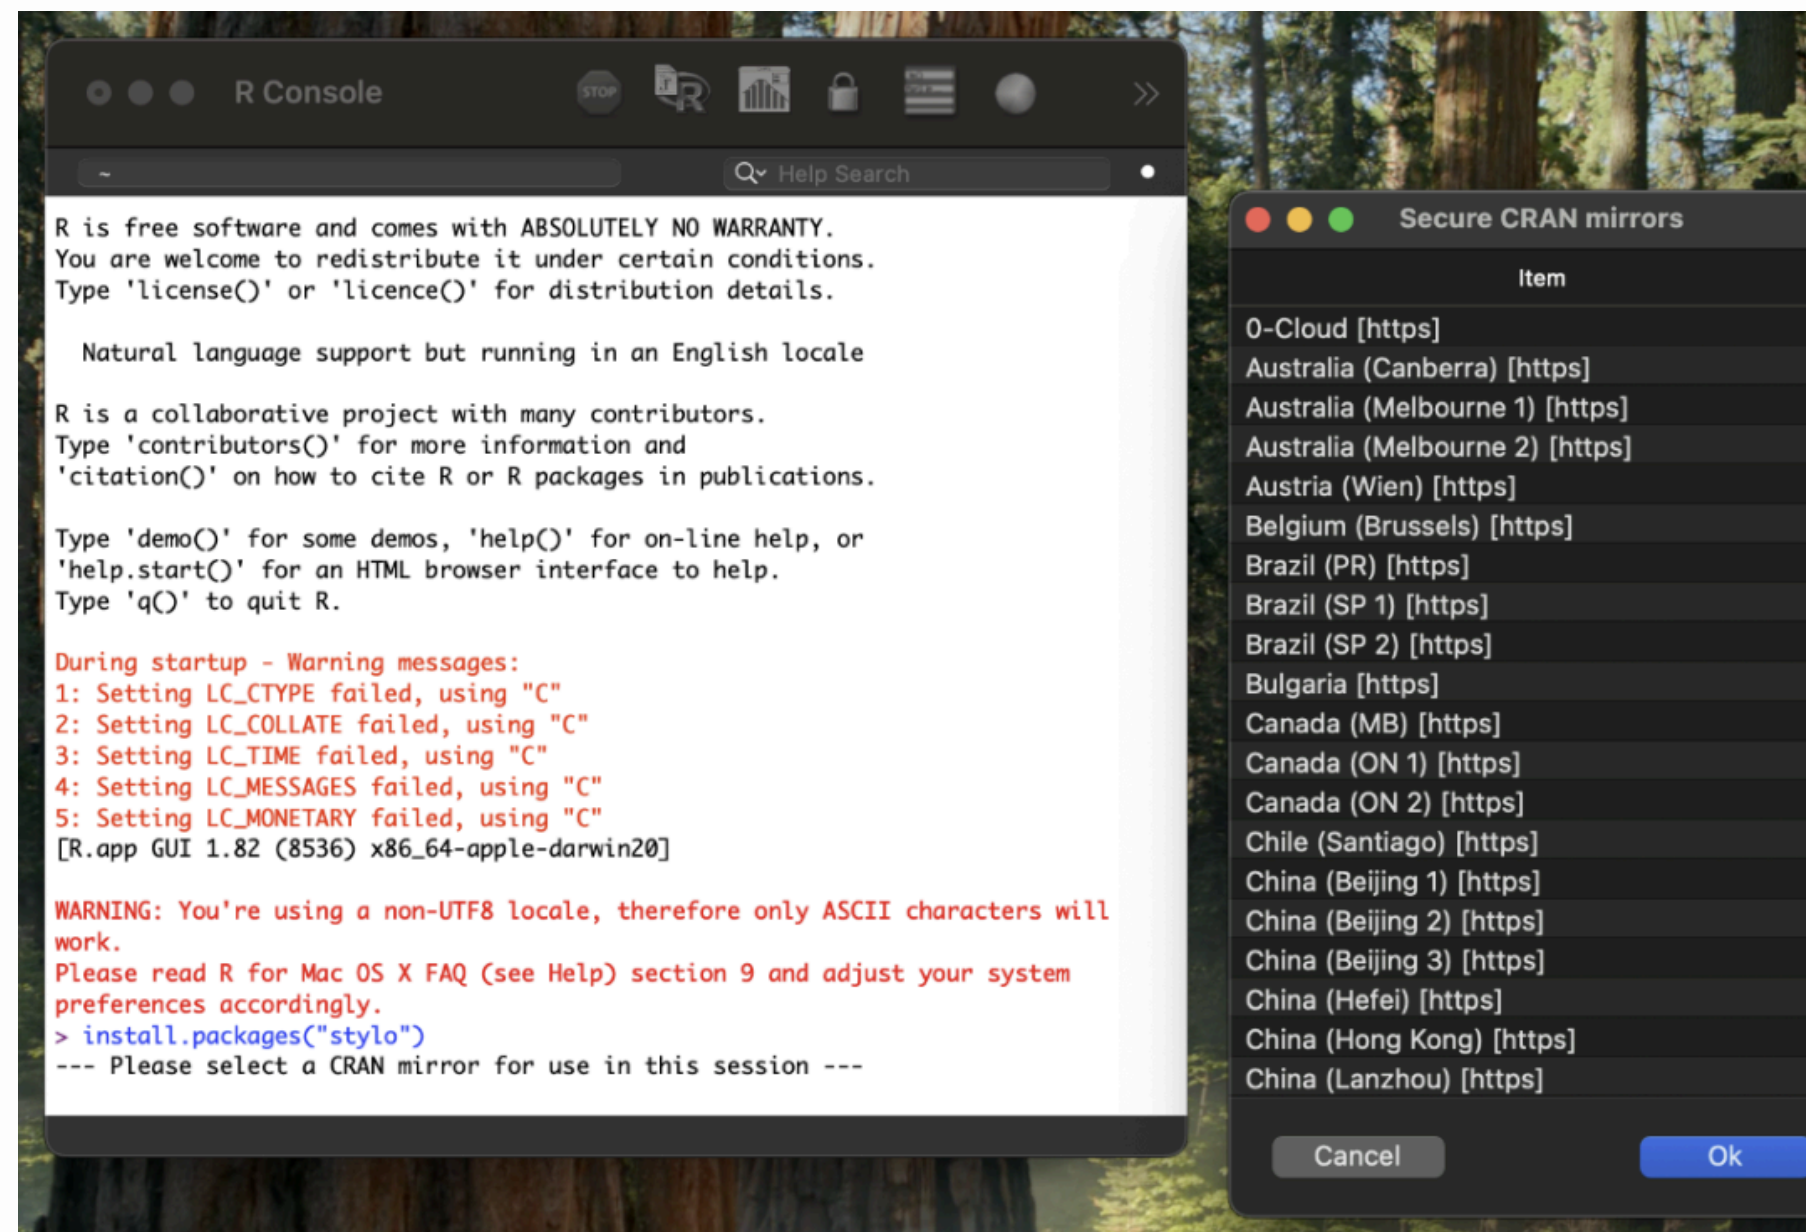 R Console
STOP
~
Help Search
R is free software and comes with ABSOLUTELY NO WARRANTY.
You are welcome to redistribute it under certain conditions.
Type 'license()' or 'licence()' for distribution details.
Natural language support but running in an English locale
R is a collaborative project with many contributors.
Type 'contributors()' for more information and
'citation()' on how to cite R or R packages in publications.
Type 'demo()' for some demos, 'help()' for on-line help, or
'help.start()' for an HTML browser interface to help.
Type 'q()' to quit R.
During startup - Warning messages:
1: Setting LC_CTYPE failed, using "C"
2: Setting LC_COLLATE failed, using "C"
3: Setting LC_TIME failed, using "C"
4: Setting LC_MESSAGES failed, using "C"
5: Setting LC_MONETARY failed, using "C"
[R.app GUI 1.82 (8536) x86_64-apple-darwin20]
WARNING: You're using a non-UTF8 locale, therefore only ASCII characters will
work.
Please read R for Mac OS X FAQ (see Help) section 9 and adjust your system
preferences accordingly.
> install.packages("stylo")
--- Please select a CRAN mirror for use in this session ---
Secure CRAN mirrors
Item
0-Cloud [https]
Australia (Canberra) [https]
Australia (Melbourne 1) [https]
Australia (Melbourne 2) [https]
Austria (Wien) [https]
Belgium (Brussels) [https]
Brazil (PR) [https]
Brazil (SP 1) [https]
Brazil (SP 2) [https]
Bulgaria [https]
Canada (MB) [https]
Canada (ON 1) [https]
Canada (ON 2) [https]
Chile (Santiago) [https]
China (Beijing 1) [https]
China (Beijing 2) [https]
China (Beijing 3) [https]
China (Hefei) [https]
China (Hong Kong) [https]
China (Lanzhou) [https]
Cancel
Ok